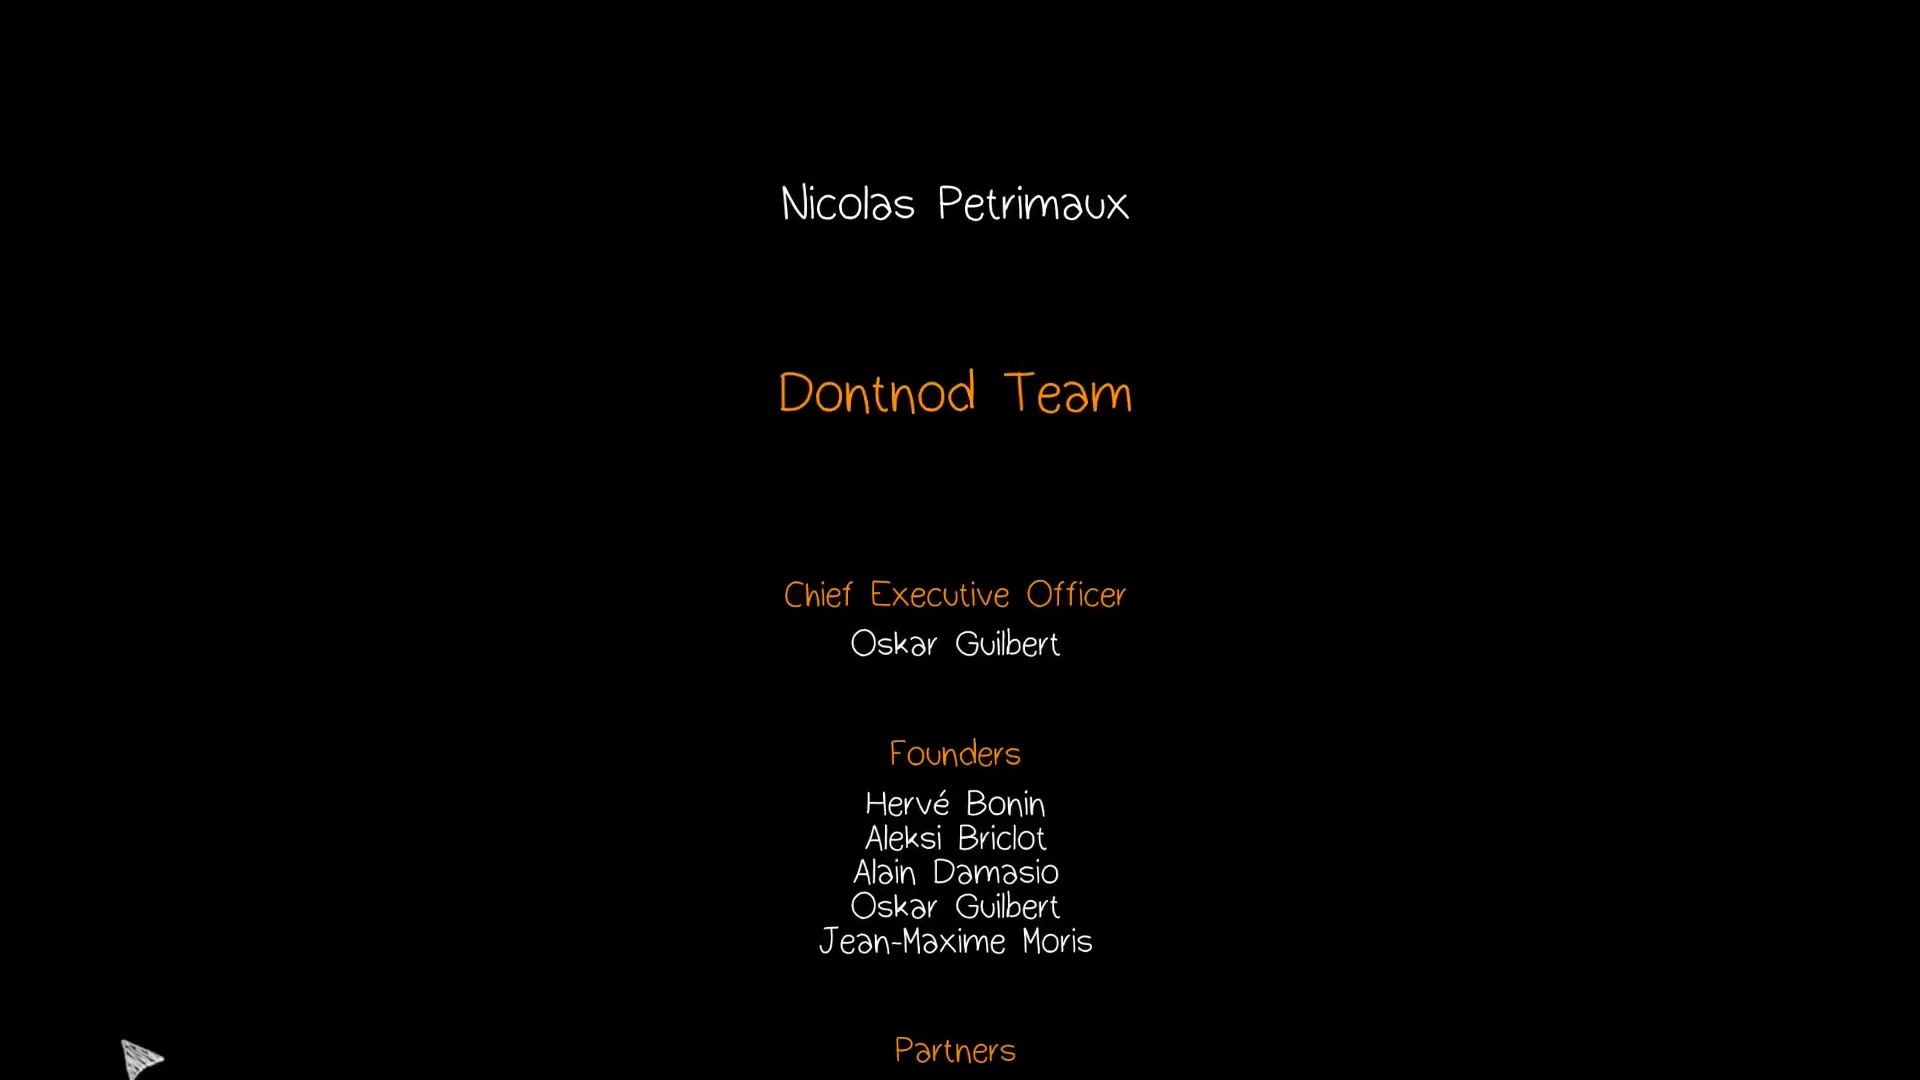 Nicolas Petrimaux
Dontnod Team
Chief Executive Officer
Oskar Guilbert
Founders
Hervé Bonin
Aleksi Briclot
Alain Damasio
Oskar Guilbert
Jean-Maxime Moris
Partners